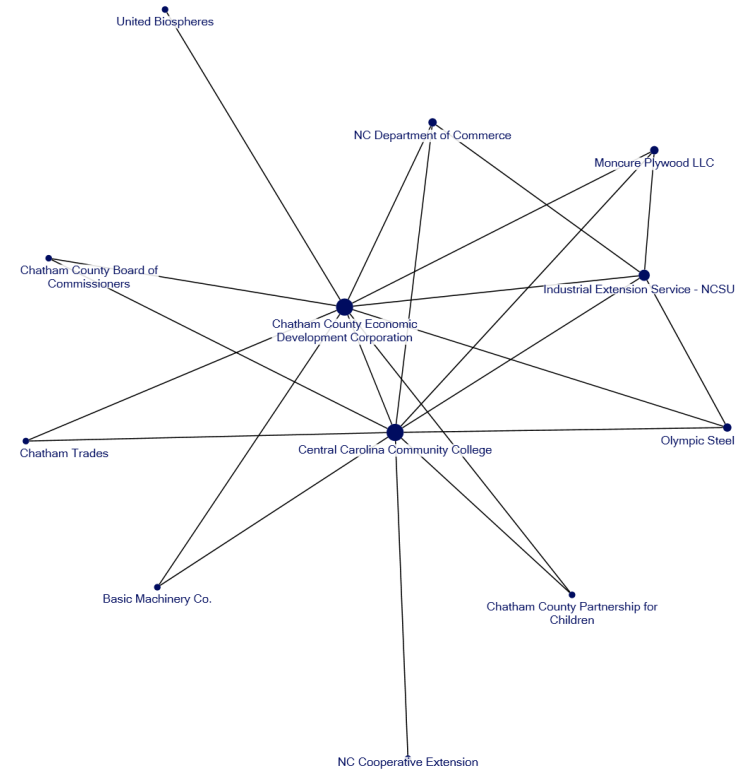 United Biospheres
NC Department of Commerce
Moncure Plywood LLC
Chatham County Board of
Commissioners
Industrial Extension Service - NCSU
Chatham County Economic
Development Corporation
Olympic Steel
Central Carolina Community College
Chatham Trades
Basic Machinery Co.
Chatham County Partnership for
Children
NC Cooperative Extension